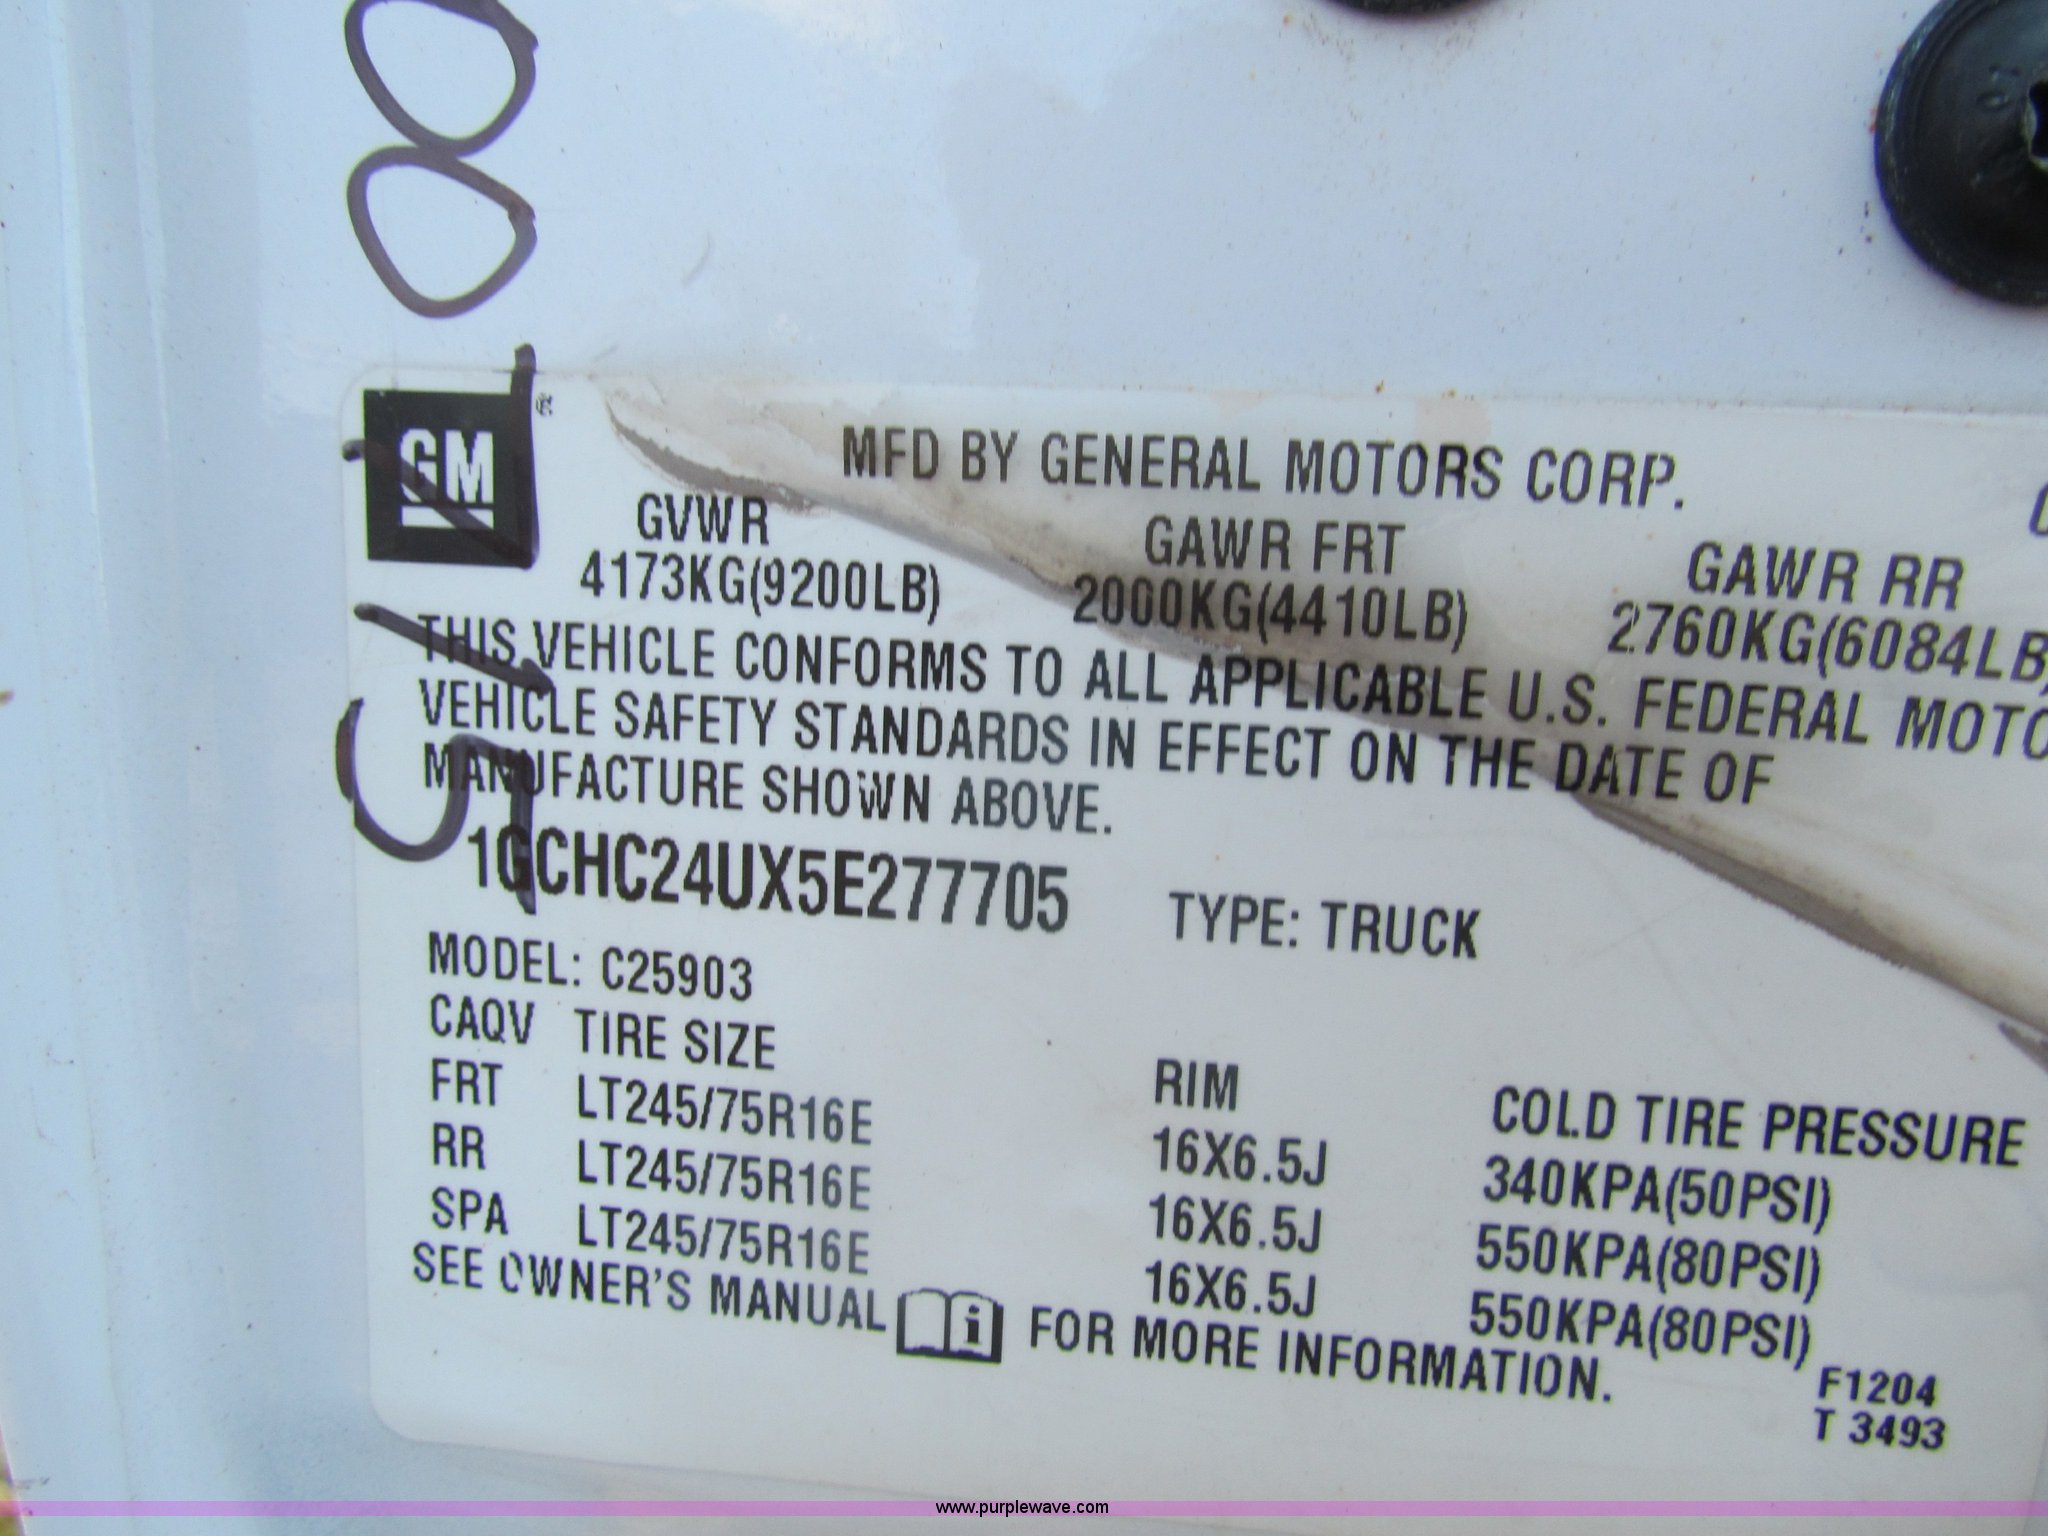 GM
MFD BY GENERAL MOTORS CORP.
GVWR GAWR FRT GAWR RR
4173KG(9200LB) 2000KG(4410LB) 2760KG(6084LB)
THIS VEHICLE CONFORMS TO ALL APPLICABLE U.S. FEDERAL MOTO
VEHICLE SAFETY STANDARDS IN EFFECT ON THE DATE OF
MANUFACTURE SHOWN ABOVE.
1GCHC24UX5E277705 TYPE: TRUCK
MODEL: C25903
CAQV TIRE SIZE RIM COLD TIRE PRESSURE
FRT LT245/75R16E 16X6.5J 340KPA(50PSI)
RR LT245/75R16E 16X6.5J 550KPA(80PSI)
SPA LT245/75R16E 16X6.5J 550KPA(80PSI)
SEE OWNER'S MANUAL i FOR MORE INFORMATION.
F1204
T 3493
www.purplewave.com